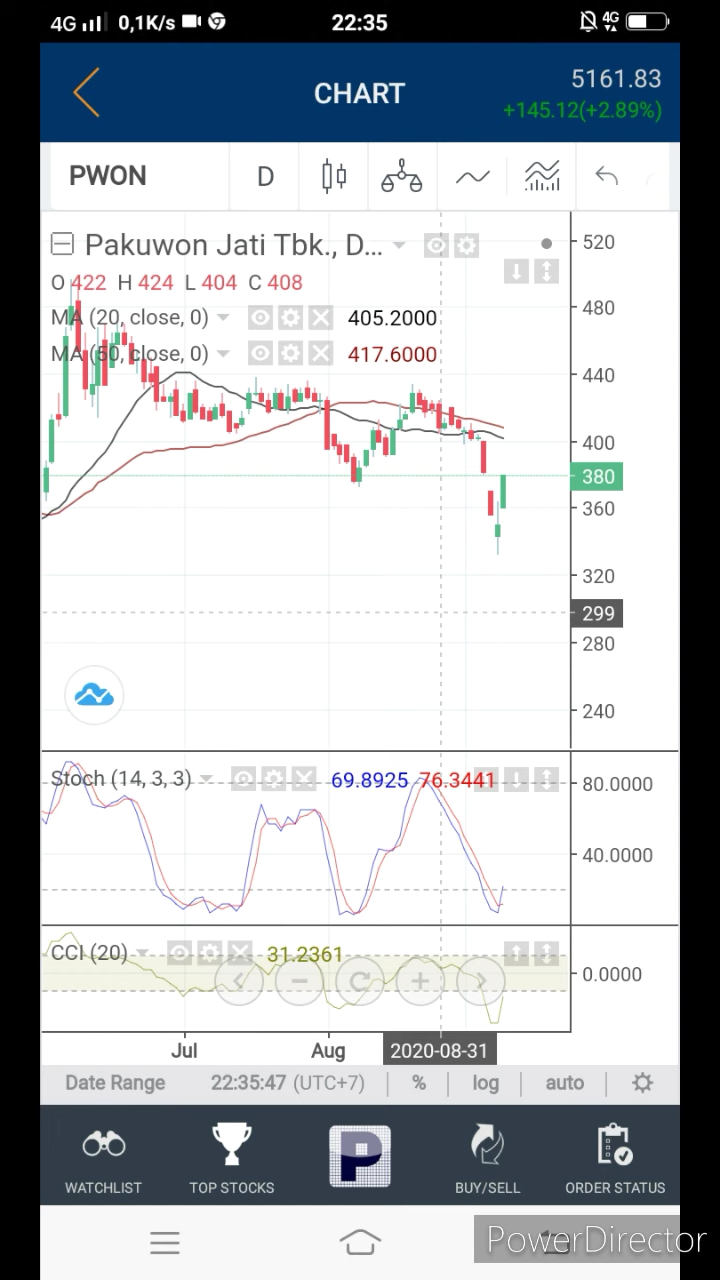 4G 0,1K/s 22:35 4G
CHART
5161.83
+145.12(+2.89%)
PWON D
Pakuwon Jati Tbk., D...
O 422 H 424 L 404 C 408
MA (20, close, 0) 405.2000
MA (50, close, 0) 417.6000
520
480
440
400
380
360
320
299
280
240
Stoch (14, 3, 3) 69.8925 76.3441
80.0000
40.0000
CCI (20) 31.2361
0.0000
Jul Aug 2020-08-31
Date Range 22:35:47 (UTC+7) % log auto
P
WATCHLIST TOP STOCKS BUY/SELL ORDER STATUS
PowerDirector